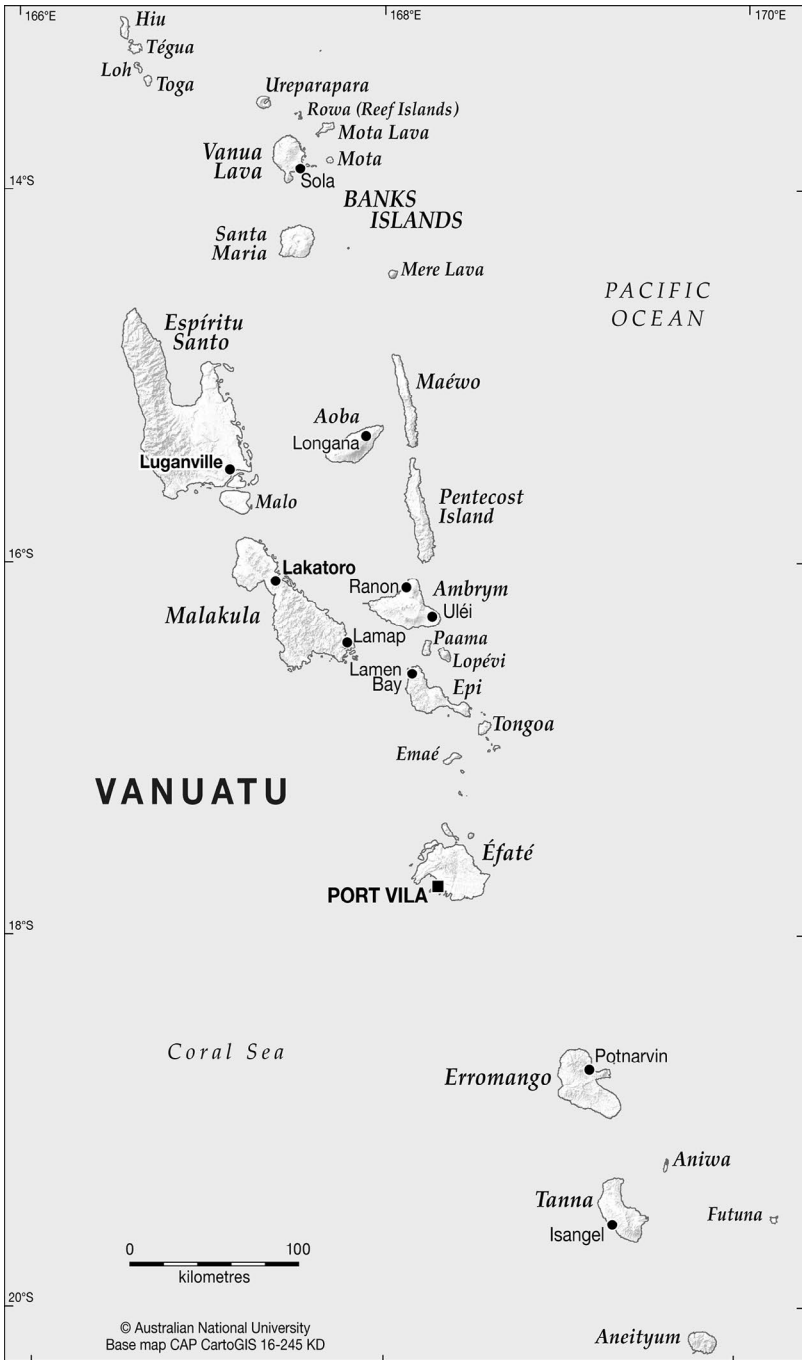 166°E
168°E
170°E
Hiu
Tégua
Loh
Toga
Ureparapara
Rowa (Reef Islands)
Mota Lava
Vanua
Lava
Mota
Sola
14°S
BANKS
ISLANDS
Santa
Maria
Mere Lava
PACIFIC
OCEAN
Espíritu
Santo
Maéwo
Aoba
Longana
Luganville
Malo
Pentecost
Island
16°S
Lakatoro
Ranon
Ambrym
Malakula
Uléi
Lamap
Paama
Lopévi
Lamen
Bay
Epi
Tongoa
Emaé
VANUATU
Éfaté
PORT VILA
18°S
Coral Sea
Potnarvin
Erromango
Aniwa
Tanna
Futuna
Isangel
0
100
kilometres
20°S
© Australian National University
Base map CAP CartoGIS 16-245 KD
Aneityum